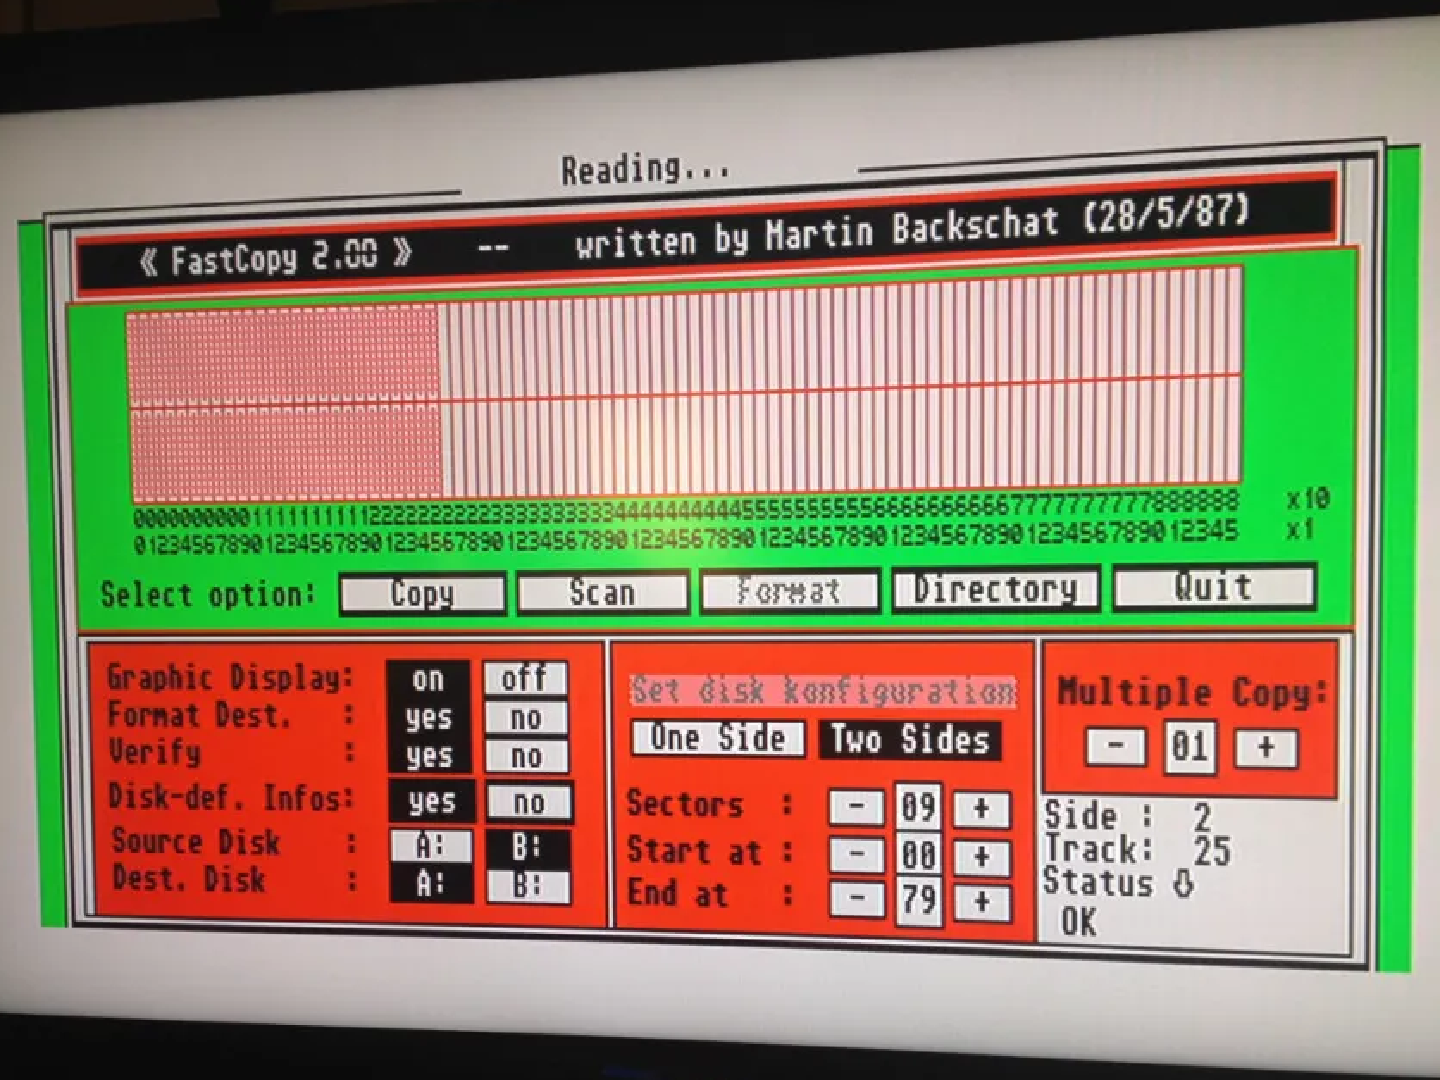 Reading...
《 FastCopy 2.00 》 -- written by Martin Backschat (28/5/87)
00000000001111111111222222222233333333334444444444555555555566666666667777777777888888 x10
01234567890123456789012345678901234567890123456789012345678901234567890123456789012345 x1
Select option: Copy Scan Format Directory Quit
Graphic Display: on off
Format Dest. : yes no
Verify : yes no
Disk-def. Infos: yes no
Source Disk : A: B:
Dest. Disk : A: B:
Set disk konfiguration
One Side Two Sides
Sectors : - 09 +
Start at : - 00 +
End at : - 79 +
Multiple Copy:
- 01 +
Side : 2
Track: 25
Status ⇩
OK